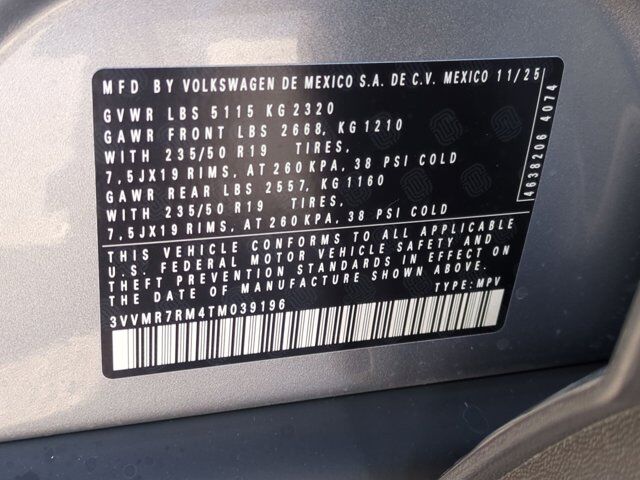 MFD BY VOLKSWAGEN DE MEXICO S.A. DE C.V. MEXICO 11/25
GVWR LBS 5115 KG 2320
GAWR FRONT LBS 2668, KG 1210
WITH 235/50 R19 TIRES,
7,5JX19 RIMS, AT 260 KPA, 38 PSI COLD
GAWR REAR LBS 2557, KG 1160
WITH 235/50 R19 TIRES,
7,5JX19 RIMS, AT 260 KPA, 38 PSI COLD
THIS VEHICLE CONFORMS TO ALL APPLICABLE
U.S. FEDERAL MOTOR VEHICLE SAFETY AND
THEFT PREVENTION STANDARDS IN EFFECT ON
THE DATE OF MANUFACTURE SHOWN ABOVE.
3VVMR7RM4TM039196 TYPE: MPV
4638206 4074